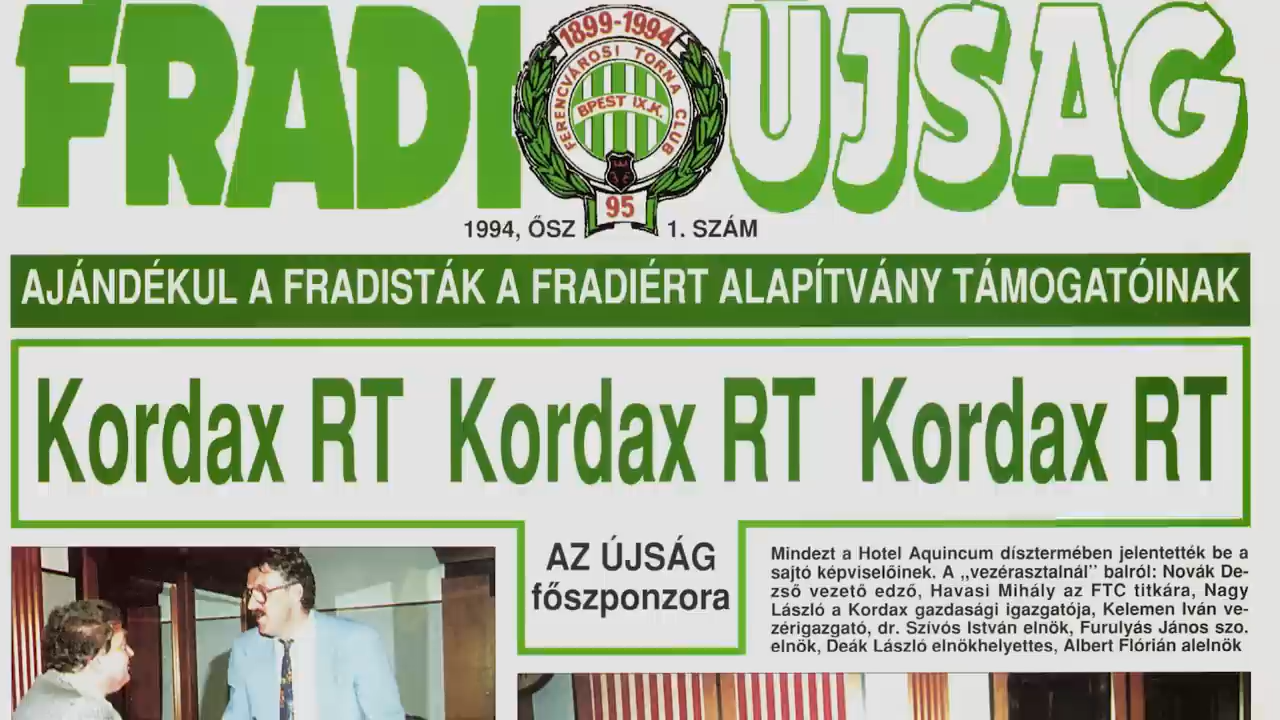 FRADI ÚJSÁG
1899-1994
FERENCVÁROSI TORNA CLUB
BPEST IX.K.
95
1994, ŐSZ 1. SZÁM
AJÁNDÉKUL A FRADISTÁK A FRADIÉRT ALAPÍTVÁNY TÁMOGATÓINAK
Kordax RT Kordax RT Kordax RT
AZ ÚJSÁG
főszponzora
Mindezt a Hotel Aquincum dísztermében jelentették be a
sajtó képviselőinek. A „vezérasztalnál” balról: Novák De-
zső vezető edző, Havasi Mihály az FTC titkára, Nagy
László a Kordax gazdasági igazgatója, Kelemen Iván ve-
zérigazgató, dr. Szívós István elnök, Furulyás János szo.
elnök, Deák László elnökhelyettes, Albert Flórián alelnök